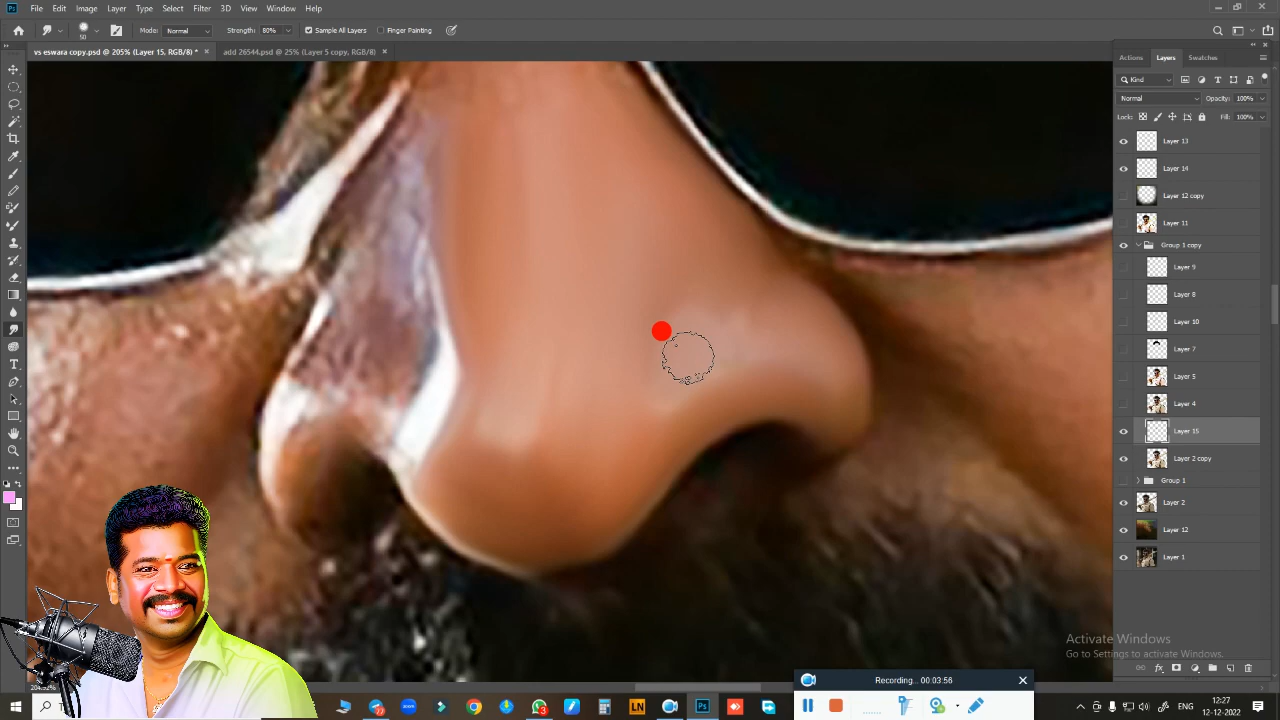 File Edit Image Layer Type Select Filter 3D View Window Help
Mode: Normal Strength: 80% Sample All Layers Finger Painting
50
vs eswara copy.psd @ 205% (Layer 15, RGB/8) * × add 26544.psd @ 25% (Layer 5 copy, RGB/8) ×
Actions Layers Swatches
Kind
Normal Opacity: 100%
Lock: Fill: 100%
Layer 13
Layer 14
Layer 12 copy
Layer 11
Group 1 copy
Layer 9
Layer 8
Layer 10
Layer 7
Layer 5
Layer 4
Layer 15
Layer 2 copy
Group 1
Layer 2
Layer 12
Layer 1
Activate Windows
Go to Settings to activate Windows.
Recording... 00:03:56
ENG
12:27
12-12-2022